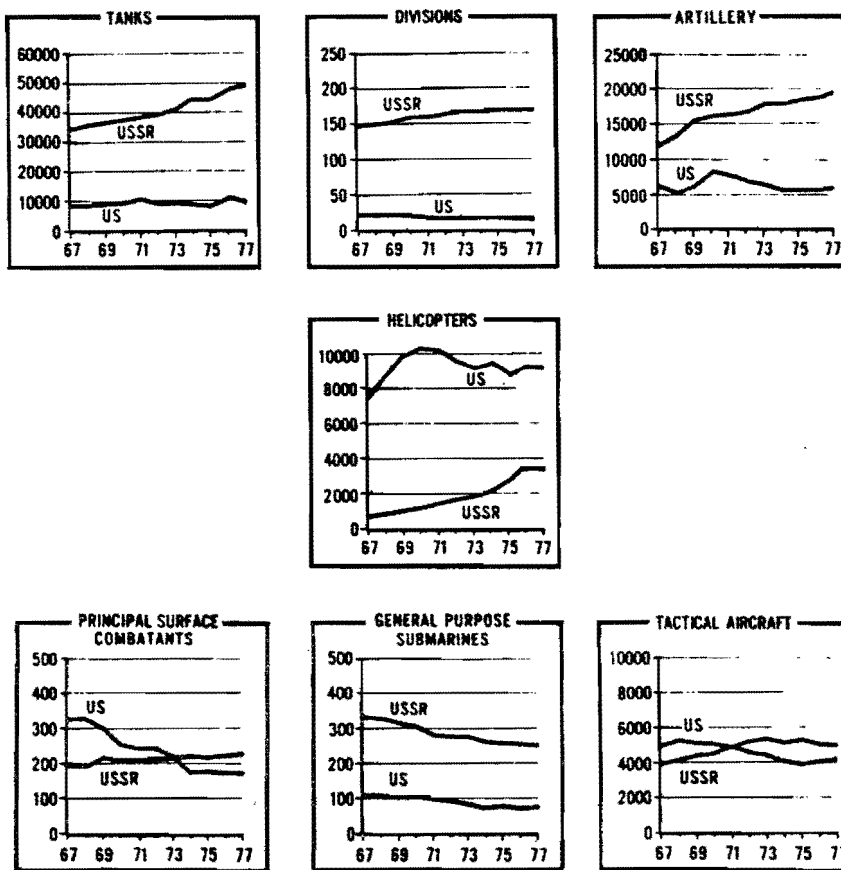 TANKS
60000
50000
40000
30000
20000
10000
0
USSR
US
67 69 71 73 75 77
DIVISIONS
250
200
150
100
50
0
USSR
US
67 69 71 73 75 77
ARTILLERY
25000
20000
15000
10000
5000
0
USSR
US
67 69 71 73 75 77
HELICOPTERS
10000
8000
6000
4000
2000
0
US
USSR
67 69 71 73 75 77
PRINCIPAL SURFACE
COMBATANTS
500
400
300
200
100
0
US
USSR
67 69 71 73 75 77
GENERAL PURPOSE
SUBMARINES
500
400
300
200
100
0
USSR
US
67 69 71 73 75 77
TACTICAL AIRCRAFT
10000
8000
6000
4000
2000
0
US
USSR
67 69 71 73 75 77